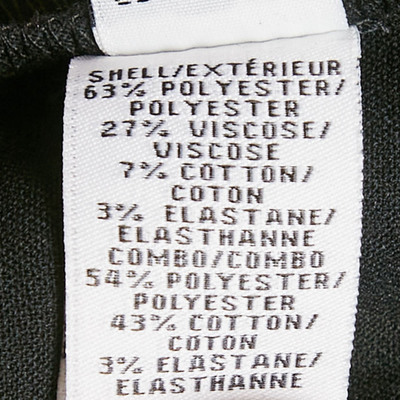 SHELL/EXTÉRIEUR
63% POLYESTER/
POLYESTER
27% VISCOSE/
VISCOSE
7% COTTON/
COTON
3% ELASTANE/
ELASTHANNE
COMBO/COMBO
54% POLYESTER/
POLYESTER
43% COTTON/
COTON
3% ELASTANE/
ELASTHANNE